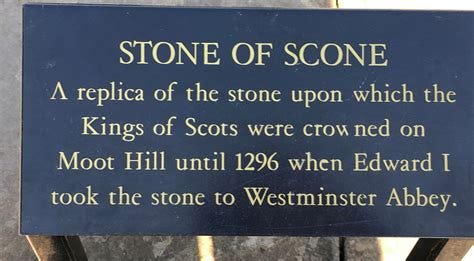 STONE OF SCONE
A replica of the stone upon which the
Kings of Scots were crowned on
Moot Hill until 1296 when Edward I
took the stone to Westminster Abbey.